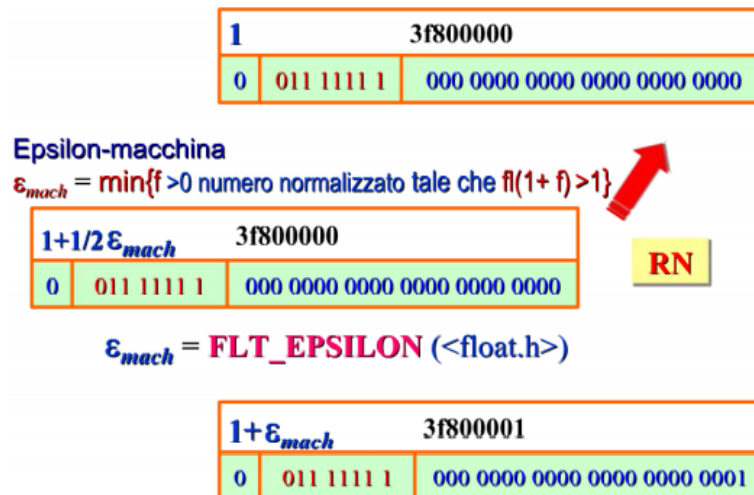 1 3f800000
0 011 1111 1 000 0000 0000 0000 0000 0000
Epsilon-macchina
εmach = min{f >0 numero normalizzato tale che fl(1+ f) >1}
1+1/2 εmach 3f800000
0 011 1111 1 000 0000 0000 0000 0000 0000
RN
εmach = FLT_EPSILON (<float.h>)
1+εmach 3f800001
0 011 1111 1 000 0000 0000 0000 0000 0001